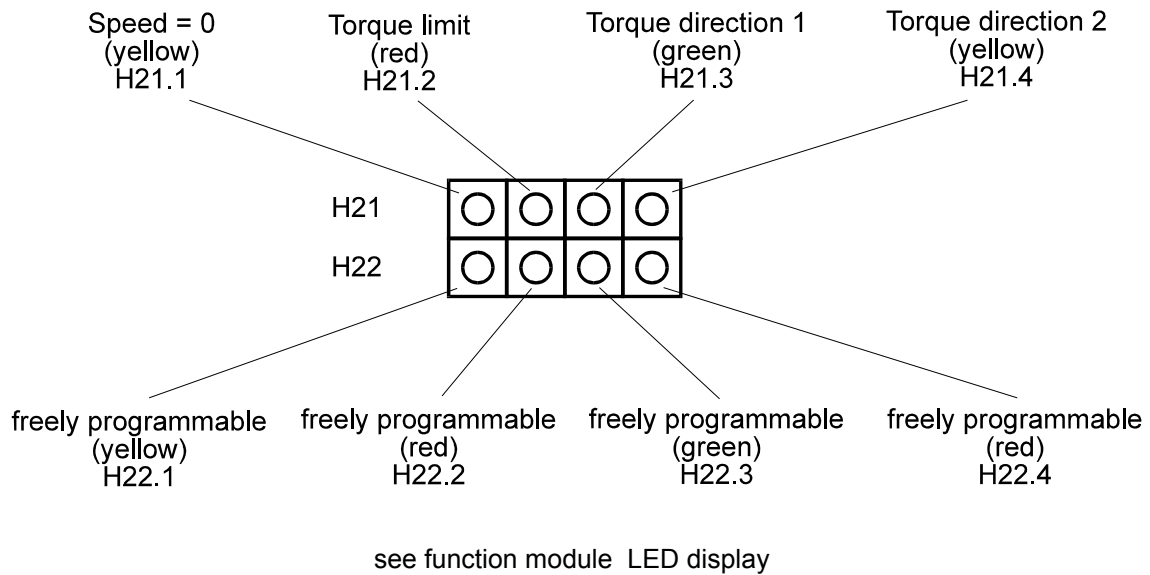 Speed = 0
(yellow)
H21.1
Torque limit
(red)
H21.2
Torque direction 1
(green)
H21.3
Torque direction 2
(yellow)
H21.4
H21
H22
freely programmable
(yellow)
H22.1
freely programmable
(red)
H22.2
freely programmable
(green)
H22.3
freely programmable
(red)
H22.4
see function module LED display